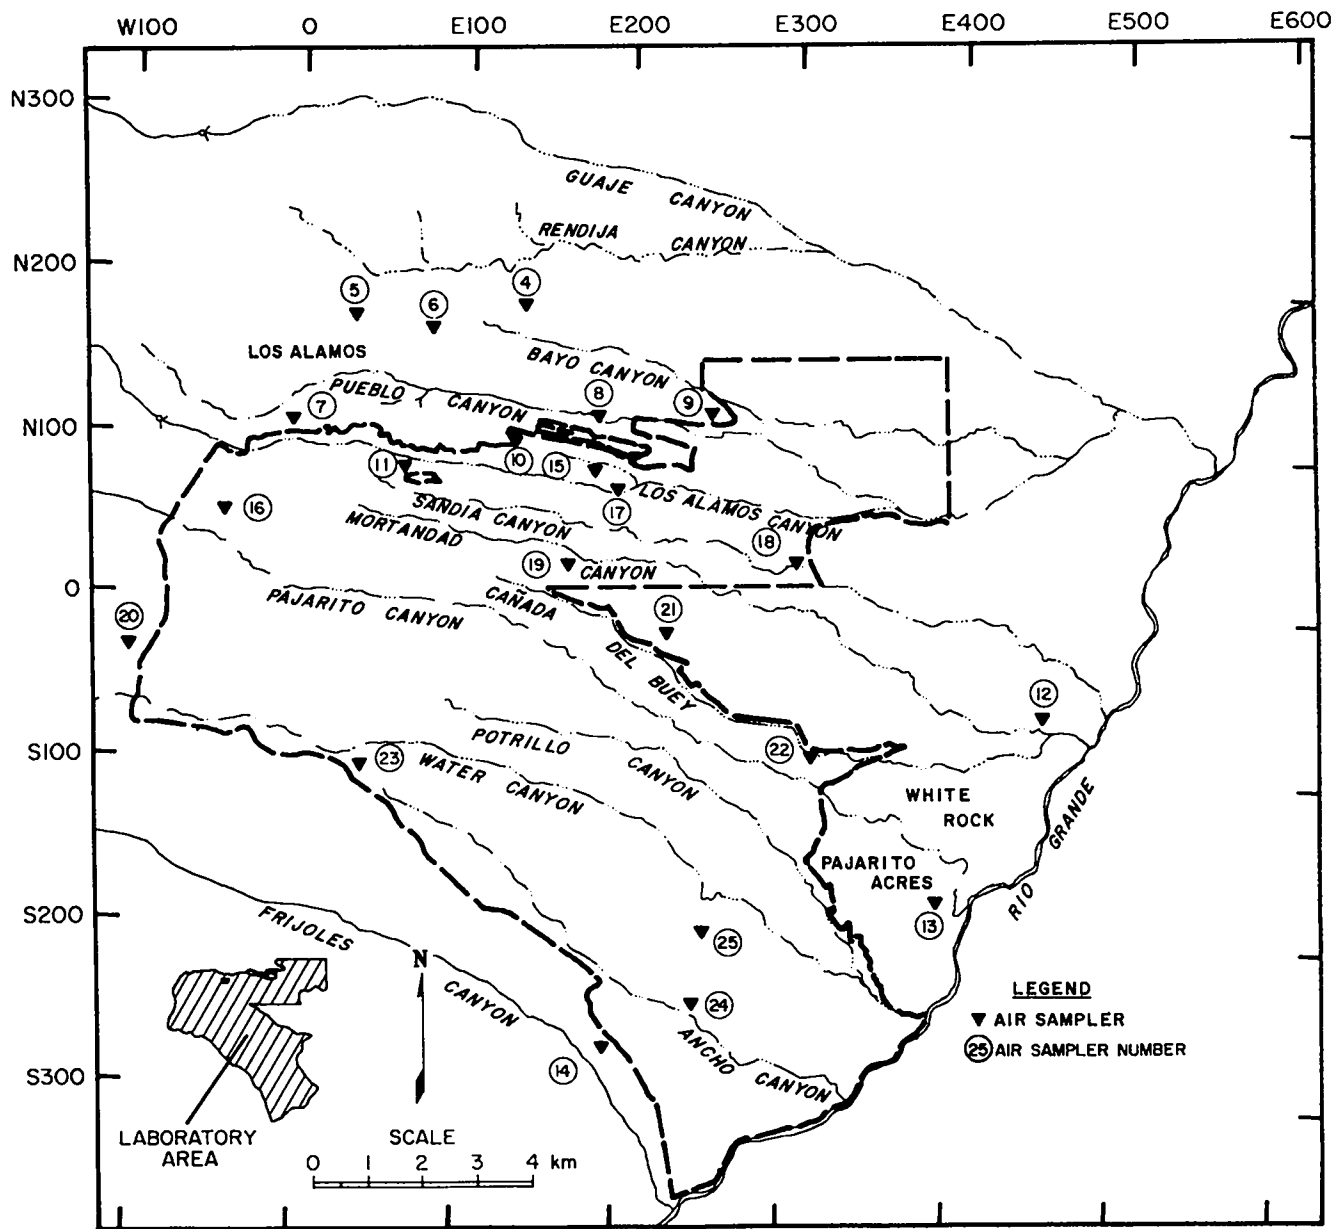 W100 0 E100 E200 E300 E400 E500 E600
N300
GUAJE CANYON
RENDIJA CANYON
N200
4
5
6
LOS ALAMOS
BAYO CANYON
PUEBLO CANYON
7
8
9
N100
10
15
11
16
17
LOS ALAMOS CANYON
SANDIA CANYON
MORTANDAD CANYON
18
19
0
PAJARITO CANYON
CAÑADA DEL BUEY
20
21
12
S100
22
23
POTRILLO CANYON
WATER CANYON
WHITE
ROCK
RIO GRANDE
PAJARITO
ACRES
S200
13
FRIJOLES CANYON
N
25
24
LEGEND
AIR SAMPLER
25 AIR SAMPLER NUMBER
ANCHO CANYON
14
S300
LABORATORY
AREA
SCALE
0 1 2 3 4 km